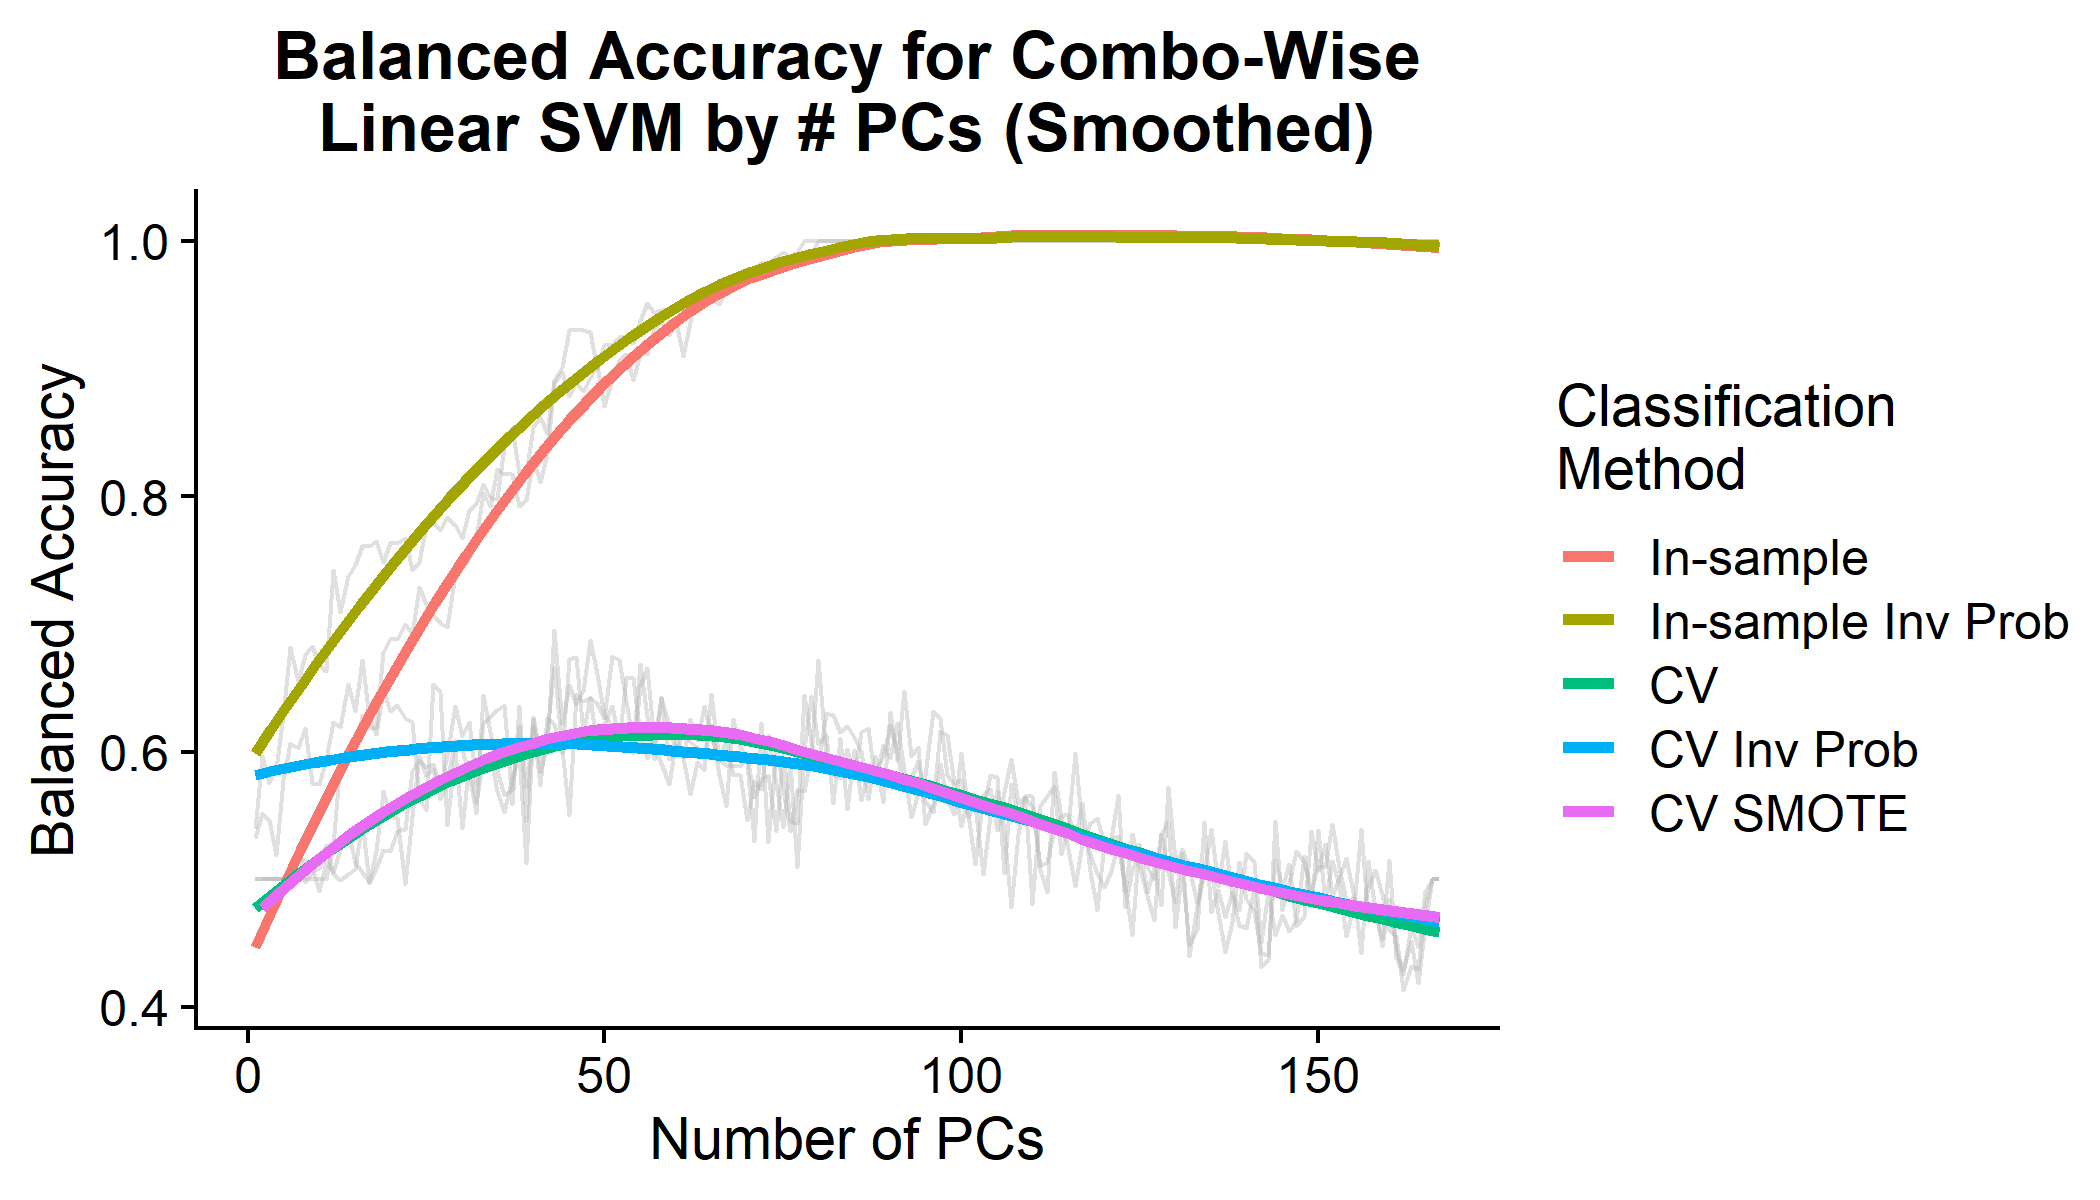 Balanced Accuracy for Combo-Wise
Linear SVM by # PCs (Smoothed)
Balanced Accuracy
1.0
0.8
0.6
0.4
0
50
100
150
Number of PCs
Classification
Method
In-sample
In-sample Inv Prob
CV
CV Inv Prob
CV SMOTE